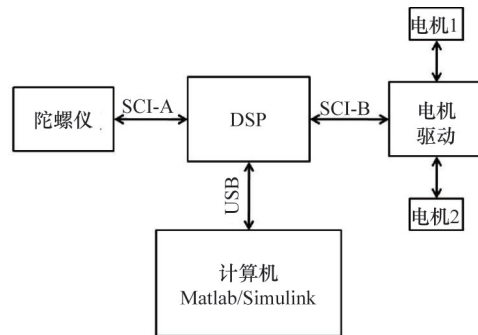 电机1
陀螺仪
SCI-A
DSP
SCI-B
电机
驱动
USB
电机2
计算机
Matlab/Simulink